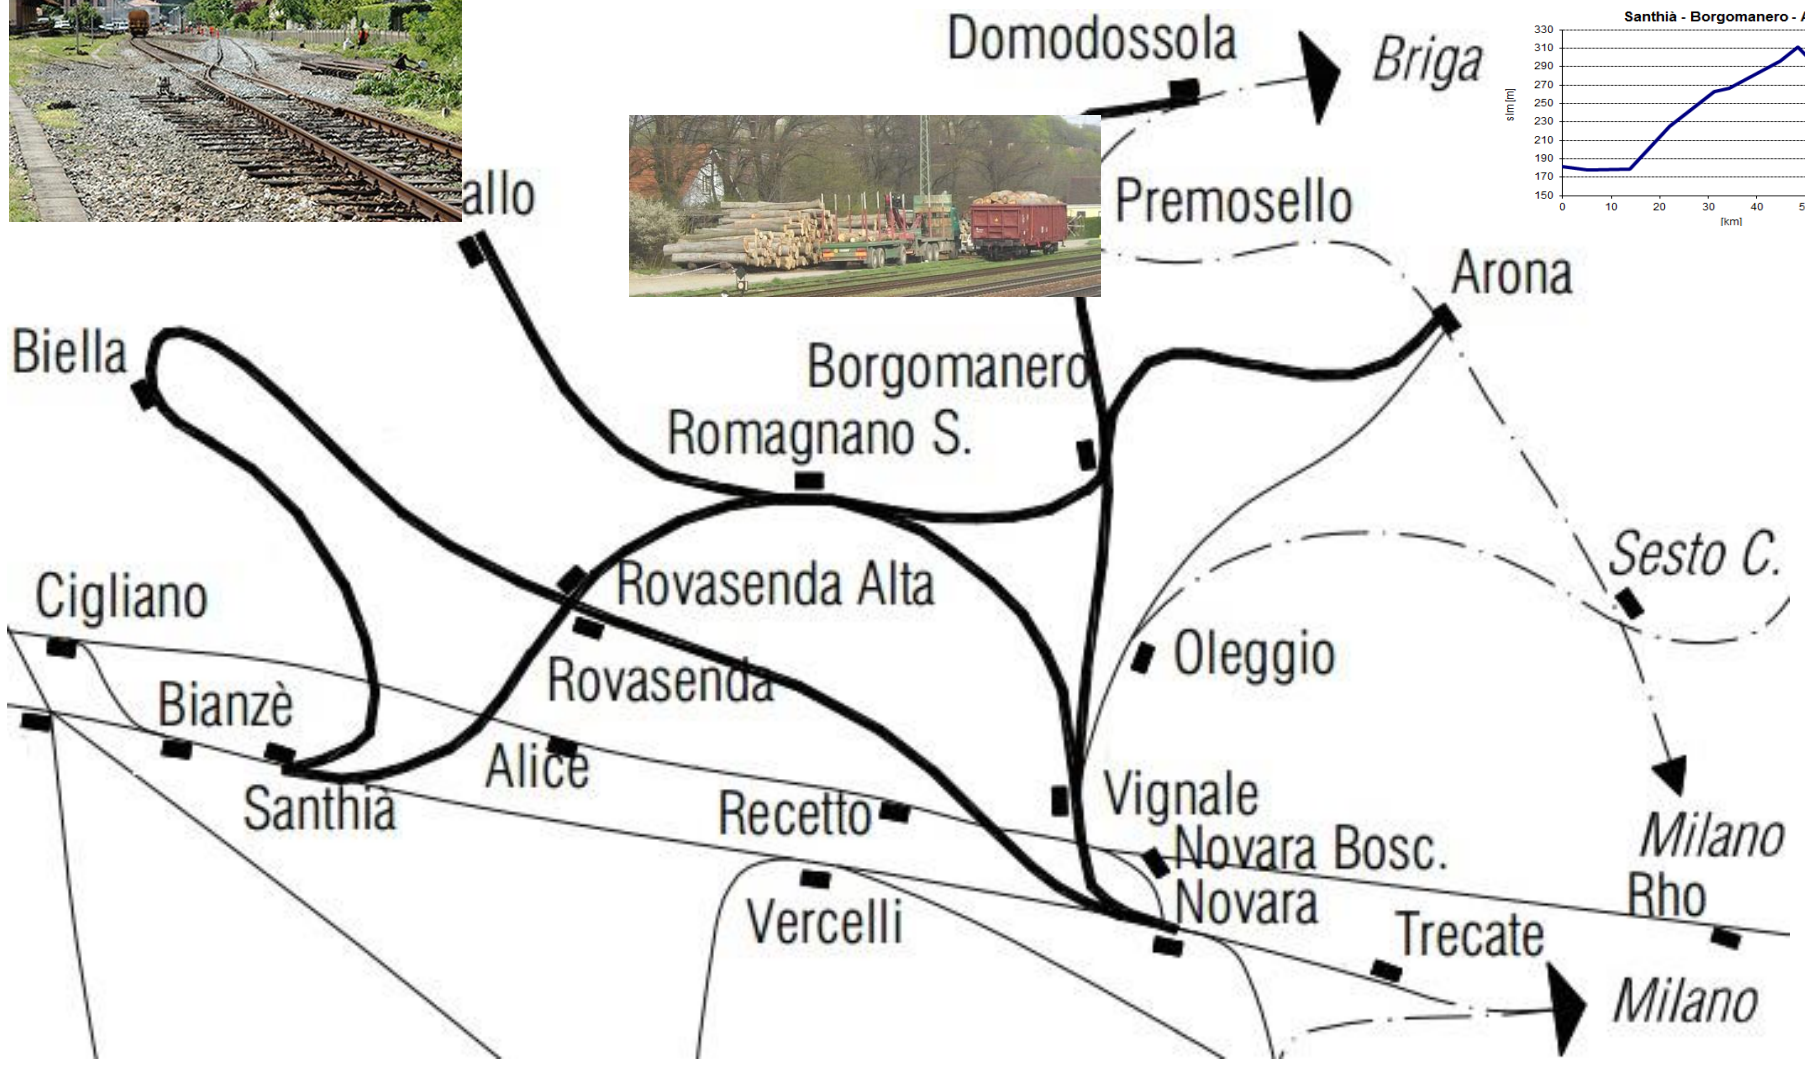 Domodossola
Briga
Santhià - Borgomanero - A
330
310
290
270
250
230
210
190
170
150
slm [m]
0
10
20
30
40
5
[km]
allo
Premosello
Arona
Biella
Borgomanero
Romagnano S.
Sesto C.
Cigliano
Rovasenda Alta
Oleggio
Rovasenda
Bianzè
Alice
Santhià
Recetto
Vignale
Novara Bosc.
Milano
Novara
Rho
Vercelli
Trecate
Milano